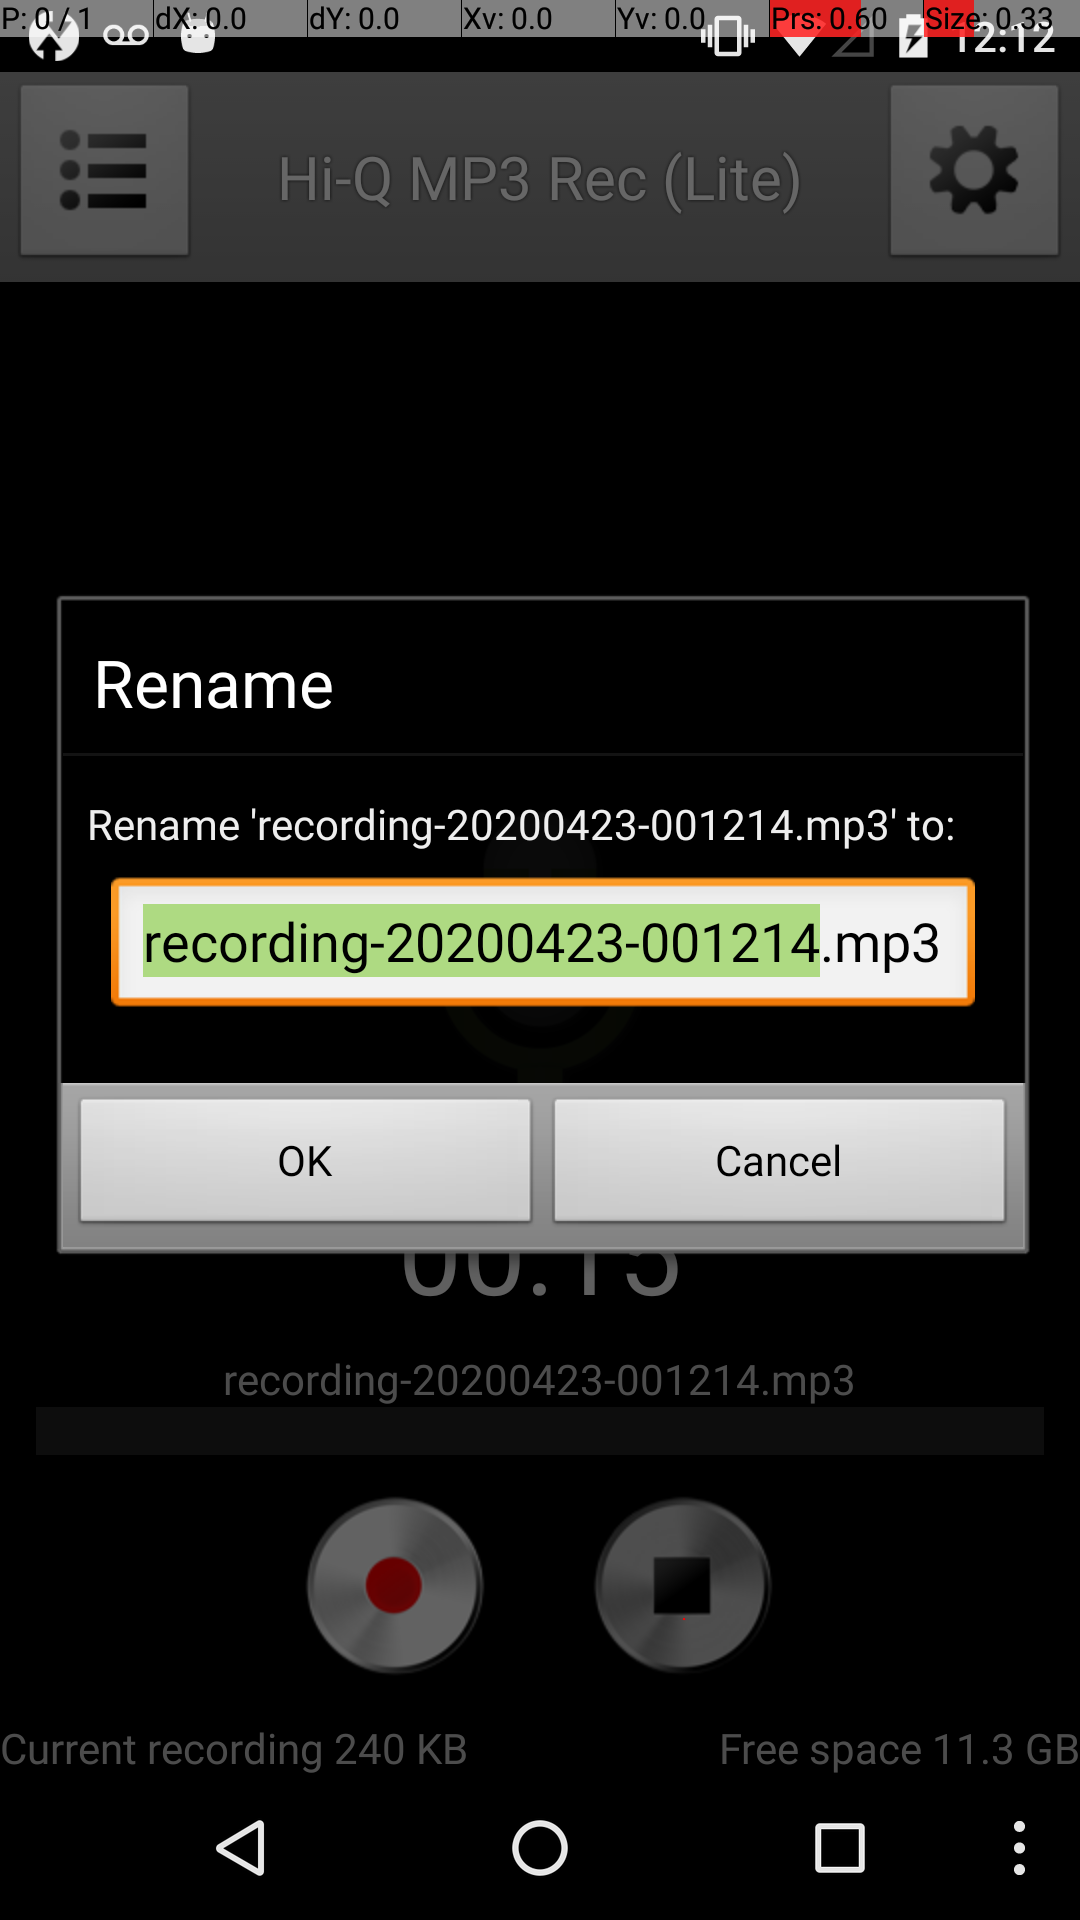 P: 0 / 1 dX: 0.0 dY: 0.0 Xv: 0.0 Yv: 0.0 Prs: 0.60 Size: 0.33
12:12
Hi-Q MP3 Rec (Lite)
Rename
Rename 'recording-20200423-001214.mp3' to:
recording-20200423-001214.mp3
OK Cancel
00:15
recording-20200423-001214.mp3
Current recording 240 KB Free space 11.3 GB